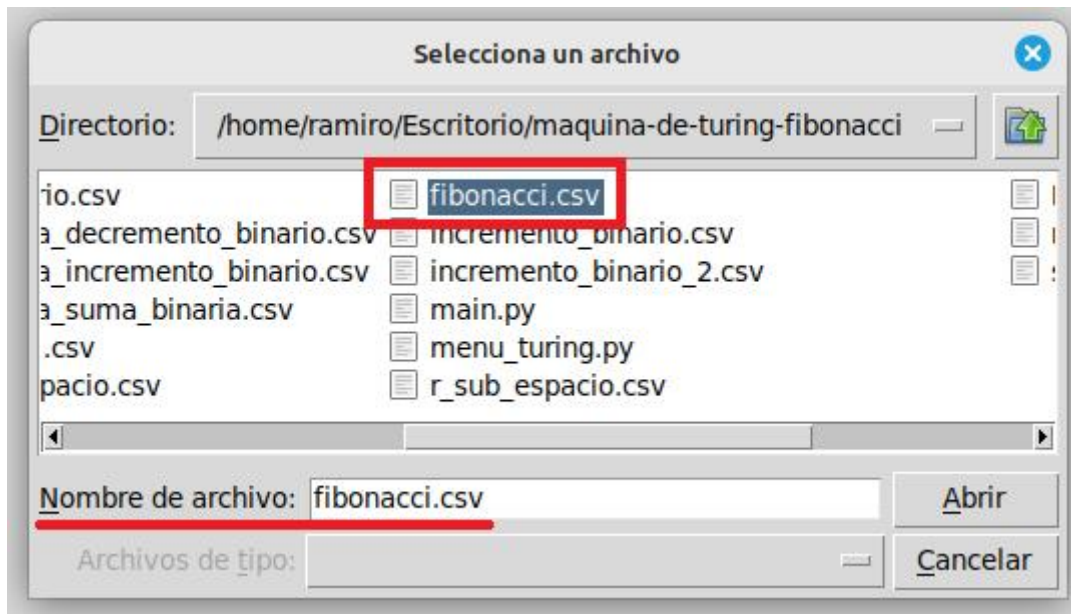 Selecciona un archivo
Directorio: /home/ramiro/Escritorio/maquina-de-turing-fibonacci
rio.csv
a_decremento_binario.csv
a_incremento_binario.csv
a_suma_binaria.csv
.csv
pacio.csv
fibonacci.csv
incremento_binario.csv
incremento_binario_2.csv
main.py
menu_turing.py
r_sub_espacio.csv
Nombre de archivo: fibonacci.csv
Abrir
Archivos de tipo:
Cancelar